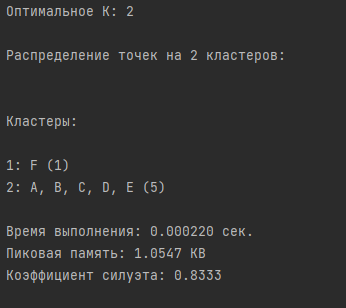 Оптимальное K: 2
Распределение точек на 2 кластеров:
Кластеры:
1: F (1)
2: A, B, C, D, E (5)
Время выполнения: 0.000220 сек.
Пиковая память: 1.0547 KB
Коэффициент силуэта: 0.8333